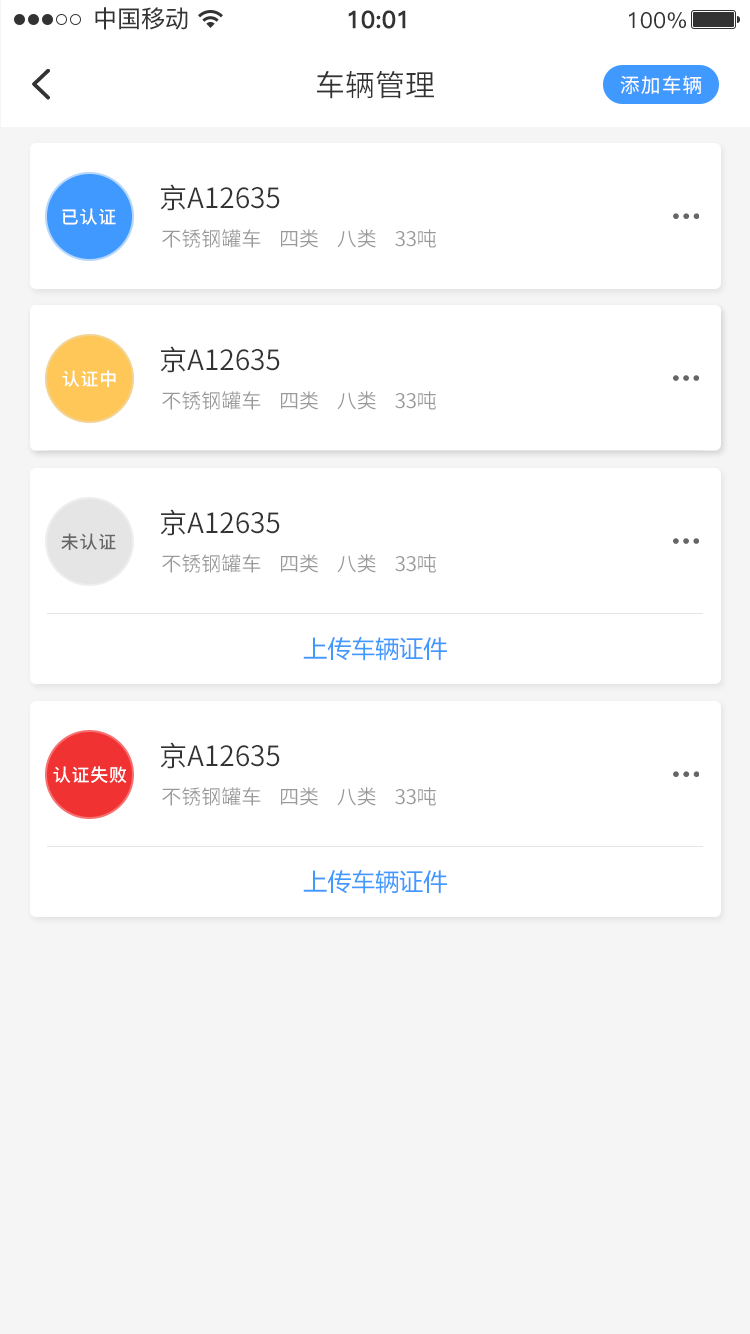 中国移动 10:01 100%
车辆管理 添加车辆
已认证
京A12635
不锈钢罐车 四类 八类 33吨
认证中
京A12635
不锈钢罐车 四类 八类 33吨
未认证
京A12635
不锈钢罐车 四类 八类 33吨
上传车辆证件
认证失败
京A12635
不锈钢罐车 四类 八类 33吨
上传车辆证件